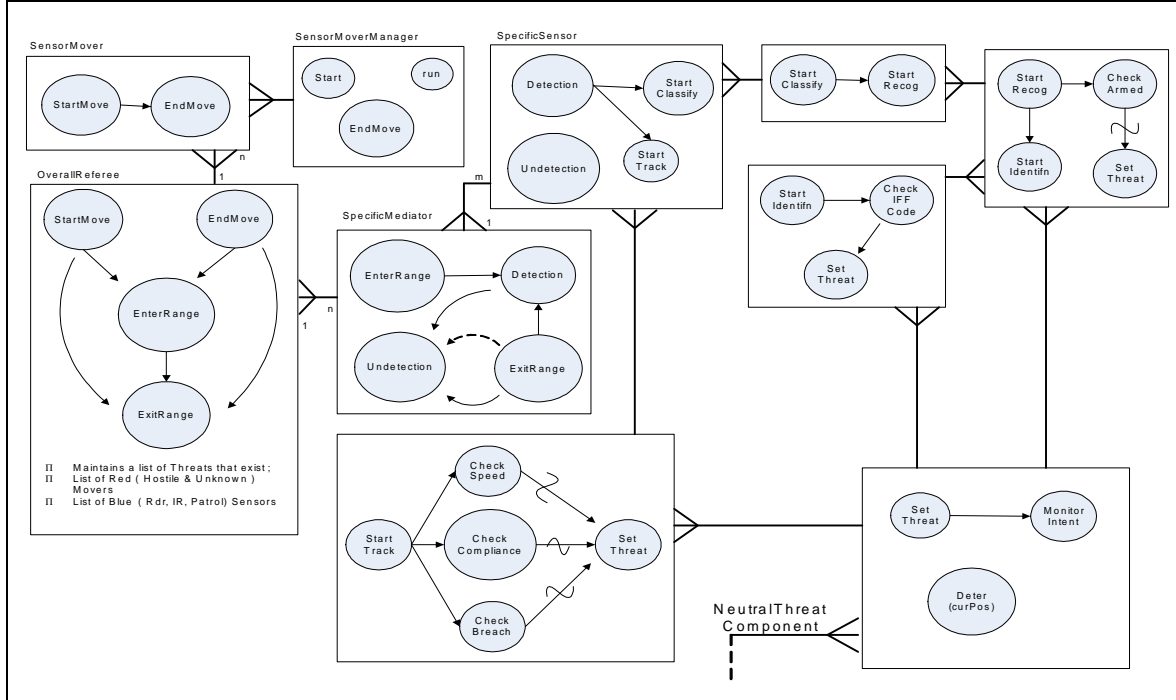 SensorMover
StartMove
EndMove
SensorMoverManager
Start
run
EndMove
SpecificSensor
Detection
Start
Classify
Undetection
Start
Track
Start
Classify
Start
Recog
Start
Recog
Check
Armed
Start
Identifn
Set
Threat
n
1
OverallReferee
StartMove
EndMove
EnterRange
ExitRange
Π Maintains a list of Threats that exist;
Π List of Red ( Hostile & Unknown )
Movers
Π List of Blue ( Rdr, IR, Patrol) Sensors
1
n
m
1
SpecificMediator
EnterRange
Detection
Undetection
ExitRange
Start
Identifn
Check
IFF
Code
Set
Threat
Start
Track
Check
Speed
Check
Compliance
Check
Breach
Set
Threat
Set
Threat
Monitor
Intent
Deter
(curPos)
NeutralThreat
Component